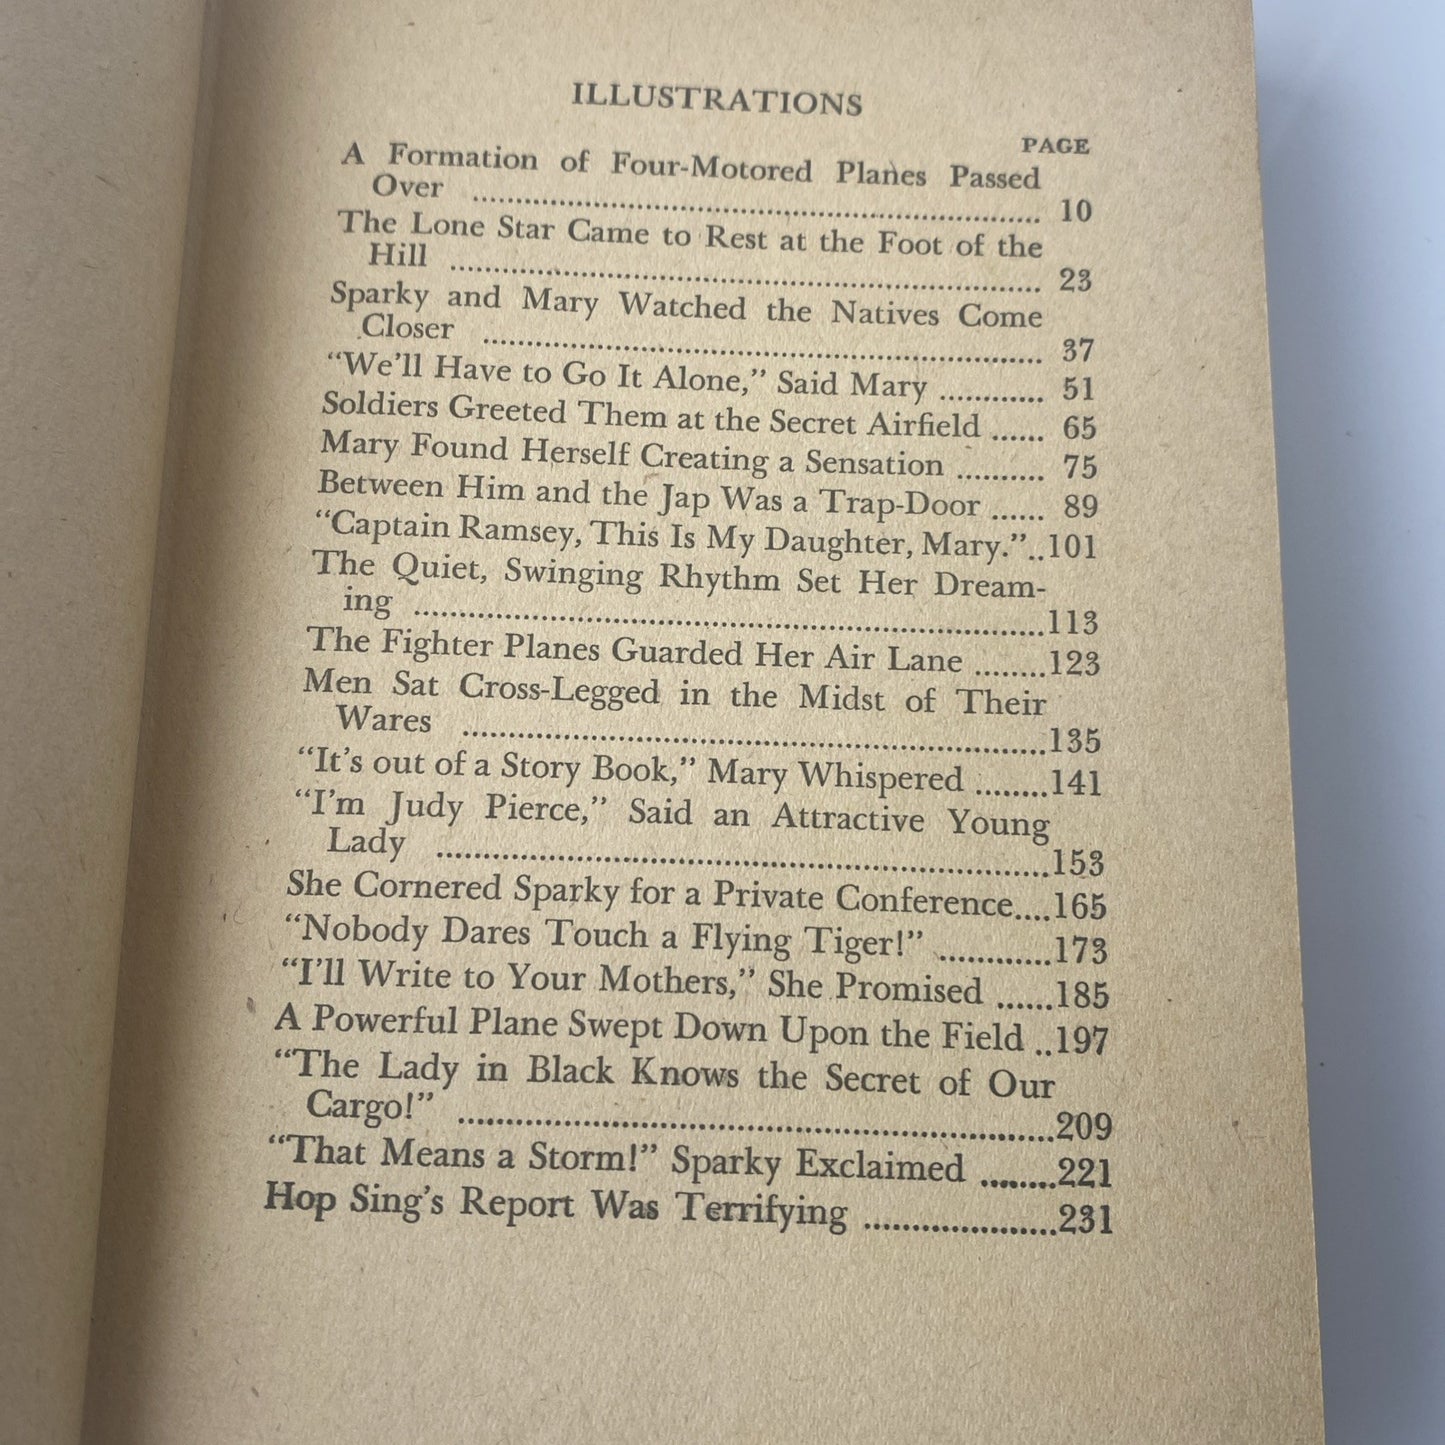 ILLUSTRATIONS
PAGE
A Formation of Four-Motored Planes Passed
Over ........................................................... 10
The Lone Star Came to Rest at the Foot of the
Hill ............................................................. 23
Sparky and Mary Watched the Natives Come
Closer .......................................................... 37
"We'll Have to Go It Alone," Said Mary ............ 51
Soldiers Greeted Them at the Secret Airfield ...... 65
Mary Found Herself Creating a Sensation .......... 75
Between Him and the Jap Was a Trap-Door ...... 89
"Captain Ramsey, This Is My Daughter, Mary."..101
The Quiet, Swinging Rhythm Set Her Dream-
ing ..................................................................113
The Fighter Planes Guarded Her Air Lane ........123
Men Sat Cross-Legged in the Midst of Their
Wares .............................................................135
"It's out of a Story Book," Mary Whispered ........141
"I'm Judy Pierce," Said an Attractive Young
Lady ................................................................153
She Cornered Sparky for a Private Conference....165
"Nobody Dares Touch a Flying Tiger!" ............173
"I'll Write to Your Mothers," She Promised ......185
A Powerful Plane Swept Down Upon the Field ..197
"The Lady in Black Knows the Secret of Our
Cargo!" .............................................................209
"That Means a Storm!" Sparky Exclaimed ........221
Hop Sing's Report Was Terrifying ....................231